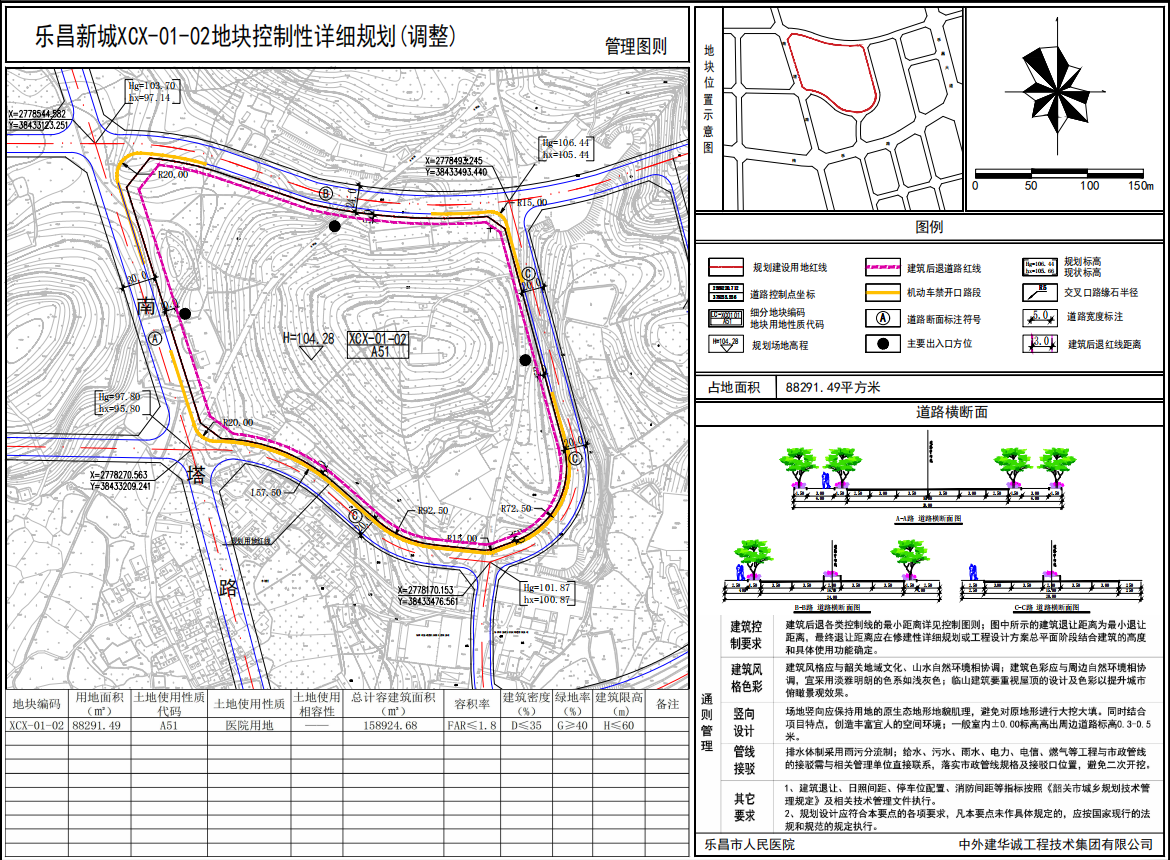 乐昌新城XCX-01-02地块控制性详细规划(调整)
管理图则
Hg=103.70
hx=97.14
X=2778544.582
Y=38433123.251
R20.00
B
X=2778493.245
Y=38433493.440
Hg=106.44
hx=105.44
R15.00
C
南
A
H=104.28
XCX-01-02
A51
Hg=97.80
hx=95.80
R20.00
20.0
C
X=2778270.563
Y=38433209.241
塔
157.50
C
R92.50
R72.50
R15.00
规划用地红线
路
X=2778170.153
Y=38433476.561
Hg=101.87
hx=100.87
地块编码 用地面积(㎡) 土地使用性质代码 土地使用性质 土地使用相容性 总计容建筑面积(㎡) 容积率 建筑密度(%) 绿地率(%) 建筑限高(m) 备注
XCX-01-02 88291.49 A51 医院用地 —— 158924.68 FAR≤1.8 D≤35 G≥40 H≤60
地块位置示意图
0 50 100 150m
图例
规划建设用地红线
建筑后退道路红线
规划标高
现状标高
道路控制点坐标
机动车禁开口路段
交叉口路缘石半径
细分地块编码
地块用地性质代码
A
道路断面标注符号
5.0
道路宽度标注
H=104.28
规划场地高程
主要出入口方位
3.0
建筑后退红线距离
占地面积 88291.49平方米
道路横断面
A-A路 道路横断面图
B-B路 道路横断面图
C-C路 道路横断面图
通则管理
建筑控制要求
建筑后退各类控制线的最小距离详见控制图则；图中所示的建筑退让距离为最小退让
距离，最终退让距离应在修建性详细规划或工程设计方案总平面阶段结合建筑的高度
和具体使用功能确定。
建筑风格色彩
建筑风格应与韶关地域文化、山水自然环境相协调；建筑色彩应与周边自然环境相协
调，宜采用淡雅明朗的色系如浅灰色；临山建筑要重视屋顶的设计及色彩以提升城市
俯瞰景观效果。
竖向设计
场地竖向应保持用地的原生态地形地貌肌理，避免对原地形进行大挖大填。同时结合
项目特点，创造丰富宜人的空间环境；一般室内±0.00标高高出周边道路标高0.3-0.5
米。
管线接驳
排水体制采用雨污分流制；给水、污水、雨水、电力、电信、燃气等工程与市政管线
的接驳需与相关管理单位直接联系，落实市政管线规格及接驳口位置，避免二次开挖。
其它要求
1、建筑退让、日照间距、停车位配置、消防间距等指标按照《韶关市城乡规划技术管
理规定》及相关技术管理文件执行。
2、规划设计应符合本要点的各项要求，凡本要点未作具体规定的，应按国家现行的法
规和规范的规定执行。
乐昌市人民医院
中外建华诚工程技术集团有限公司